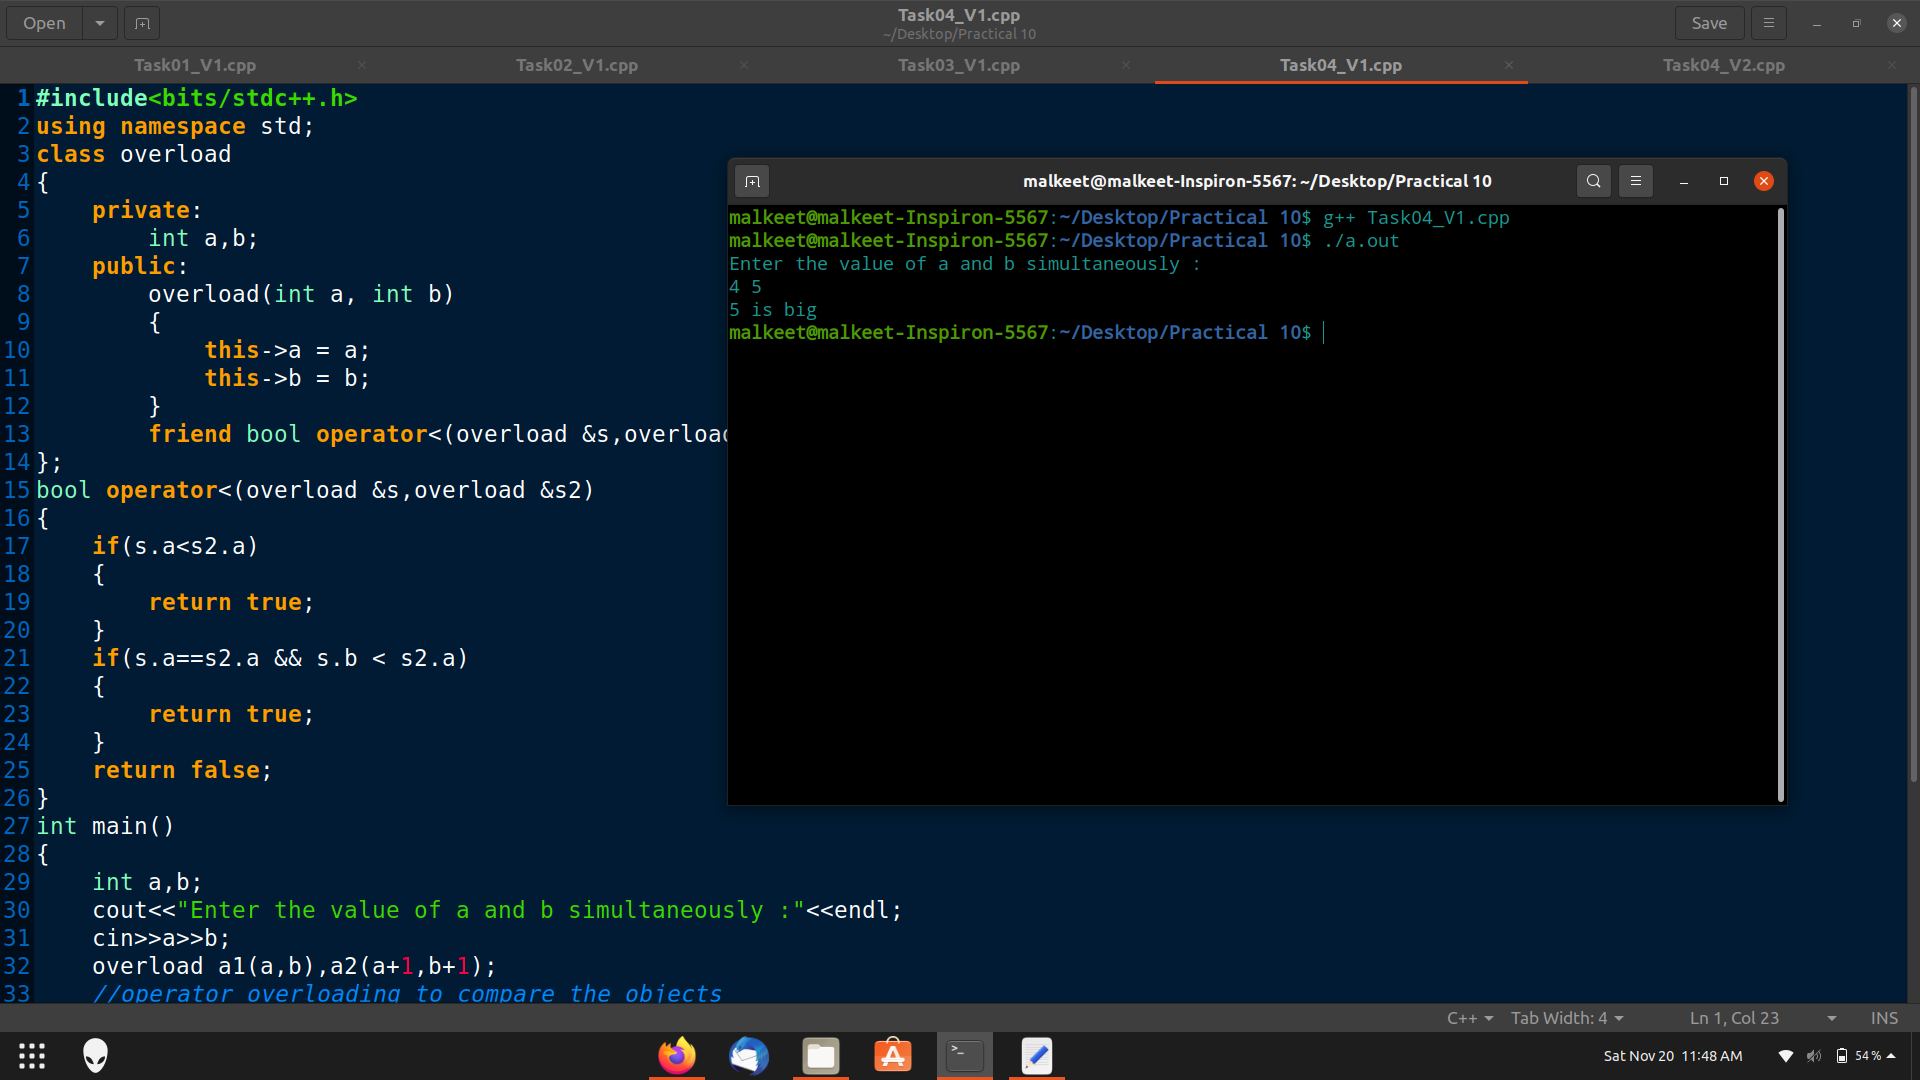 Open
Task04_V1.cpp
~/Desktop/Practical 10
Save
Task01_V1.cpp
Task02_V1.cpp
Task03_V1.cpp
Task04_V1.cpp
Task04_V2.cpp
1 #include<bits/stdc++.h>
2 using namespace std;
3 class overload
4 {
5     private:
6         int a,b;
7     public:
8         overload(int a, int b)
9         {
10             this->a = a;
11             this->b = b;
12         }
13         friend bool operator<(overload &s,overload
14 };
15 bool operator<(overload &s,overload &s2)
16 {
17     if(s.a<s2.a)
18     {
19         return true;
20     }
21     if(s.a==s2.a && s.b < s2.a)
22     {
23         return true;
24     }
25     return false;
26 }
27 int main()
28 {
29     int a,b;
30     cout<<"Enter the value of a and b simultaneously :"<<endl;
31     cin>>a>>b;
32     overload a1(a,b),a2(a+1,b+1);
33     //operator overloading to compare the objects
malkeet@malkeet-Inspiron-5567: ~/Desktop/Practical 10
malkeet@malkeet-Inspiron-5567:~/Desktop/Practical 10$ g++ Task04_V1.cpp
malkeet@malkeet-Inspiron-5567:~/Desktop/Practical 10$ ./a.out
Enter the value of a and b simultaneously :
4 5
5 is big
malkeet@malkeet-Inspiron-5567:~/Desktop/Practical 10$
C++ Tab Width: 4 Ln 1, Col 23 INS
Sat Nov 20 11:48 AM 54%